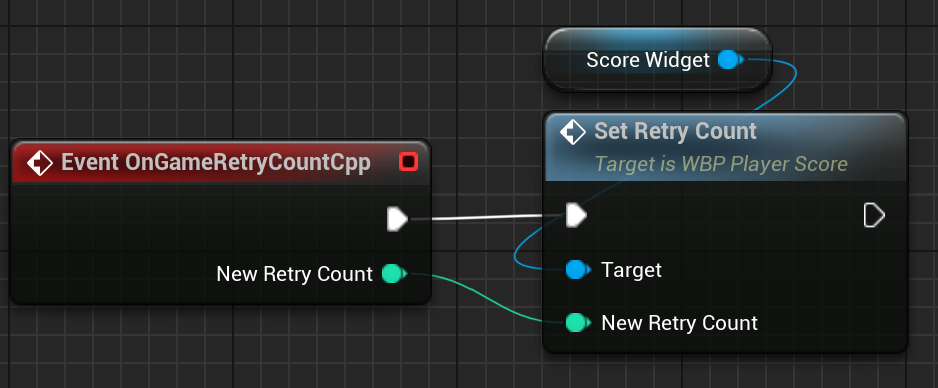 Score Widget
Event OnGameRetryCountCpp
New Retry Count
Set Retry Count
Target is WBP Player Score
Target
New Retry Count